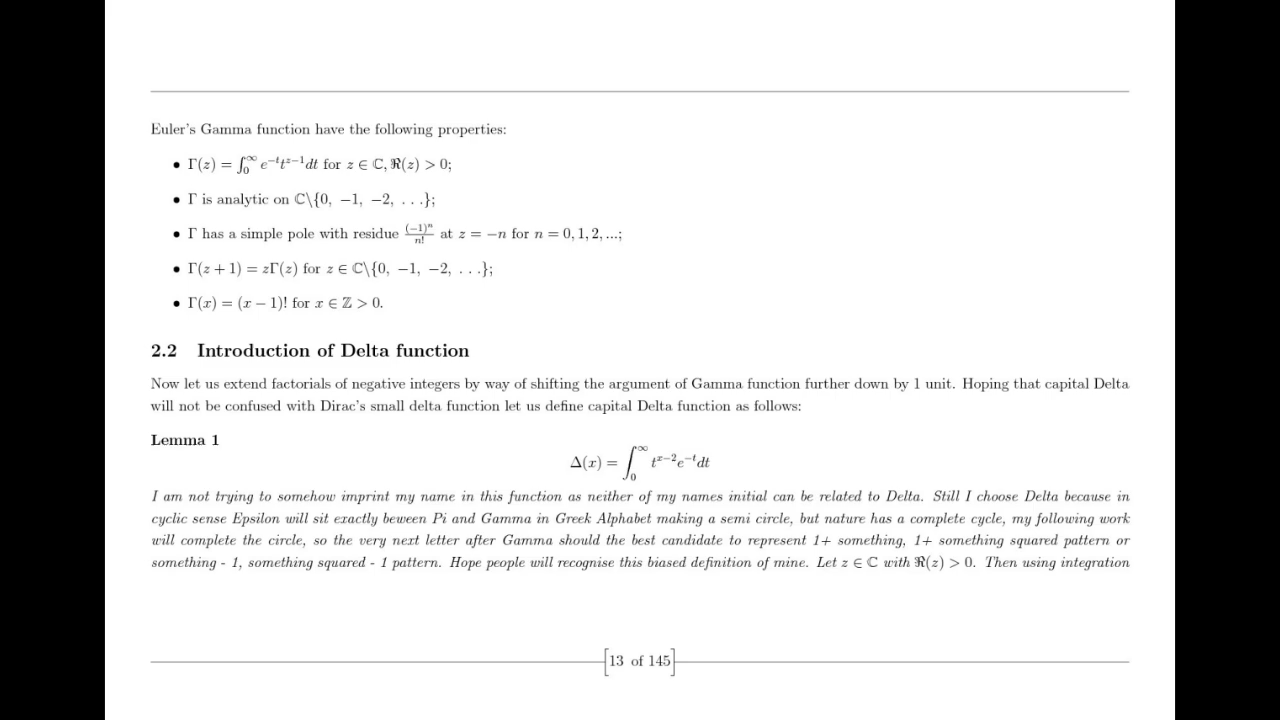 Euler's Gamma function have the following properties:
• Γ(z) = ∫₀^∞ e^{−t}t^{z−1}dt for z ∈ ℂ, ℜ(z) > 0;
• Γ is analytic on ℂ\{0, −1, −2, . . .};
• Γ has a simple pole with residue (−1)^n/n! at z = −n for n = 0, 1, 2, ...;
• Γ(z + 1) = zΓ(z) for z ∈ ℂ\{0, −1, −2, . . .};
• Γ(x) = (x − 1)! for x ∈ ℤ > 0.
2.2 Introduction of Delta function
Now let us extend factorials of negative integers by way of shifting the argument of Gamma function further down by 1 unit. Hoping that capital Delta
will not be confused with Dirac's small delta function let us define capital Delta function as follows:
Lemma 1
Δ(x) = ∫₀^∞ t^{x−2}e^{−t}dt
I am not trying to somehow imprint my name in this function as neither of my names initial can be related to Delta. Still I choose Delta because in
cyclic sense Epsilon will sit exactly beween Pi and Gamma in Greek Alphabet making a semi circle, but nature has a complete cycle, my following work
will complete the circle, so the very next letter after Gamma should the best candidate to represent 1+ something, 1+ something squared pattern or
something - 1, something squared - 1 pattern. Hope people will recognise this biased definition of mine. Let z ∈ ℂ with ℜ(z) > 0. Then using integration
[13 of 145]